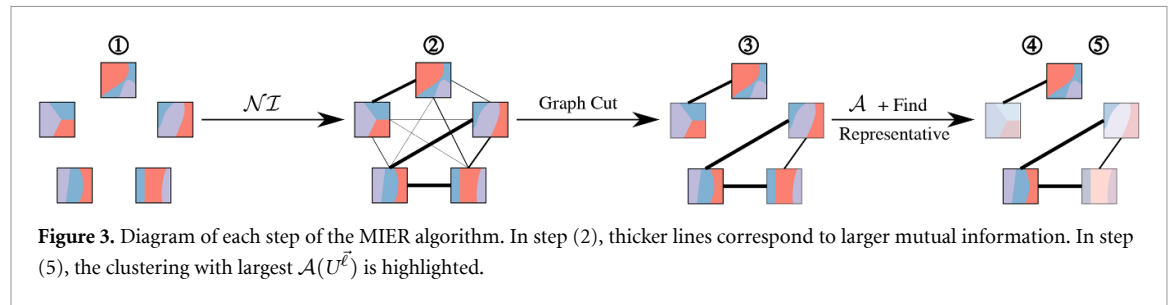 ① ② ③ ④ ⑤
𝒩ℐ
Graph Cut
𝒜 + Find
Representative
Figure 3. Diagram of each step of the MIER algorithm. In step (2), thicker lines correspond to larger mutual information. In step
(5), the clustering with largest 𝒜(U^{\vec{ℓ}}) is highlighted.